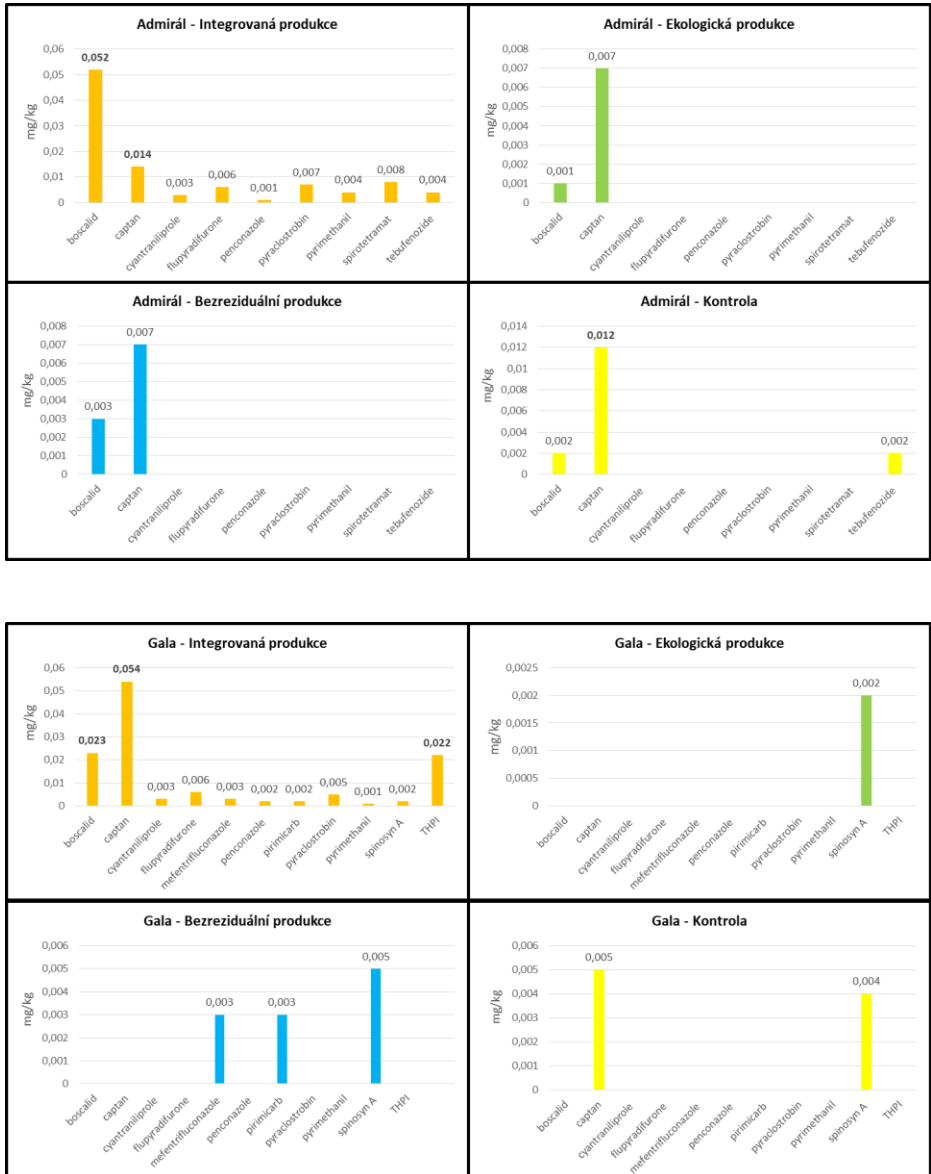 Admirál - Integrovaná produkce
mg/kg
0,06
0,05
0,04
0,03
0,02
0,01
0
0,052
0,014
0,003
0,006
0,001
0,007
0,004
0,008
0,004
boscalid
captan
cyantraniliprole
flupyradifurone
penconazole
pyraclostrobin
pyrimethanil
spirotetramat
tebufenozide
Admirál - Ekologická produkce
mg/kg
0,008
0,007
0,006
0,005
0,004
0,003
0,002
0,001
0
0,001
0,007
boscalid
captan
cyantraniliprole
flupyradifurone
penconazole
pyraclostrobin
pyrimethanil
spirotetramat
tebufenozide
Admirál - Bezreziduální produkce
mg/kg
0,008
0,007
0,006
0,005
0,004
0,003
0,002
0,001
0
0,003
0,007
boscalid
captan
cyantraniliprole
flupyradifurone
penconazole
pyraclostrobin
pyrimethanil
spirotetramat
tebufenozide
Admirál - Kontrola
mg/kg
0,014
0,012
0,01
0,008
0,006
0,004
0,002
0
0,002
0,012
0,002
boscalid
captan
cyantraniliprole
flupyradifurone
penconazole
pyraclostrobin
pyrimethanil
spirotetramat
tebufenozide
Gala - Integrovaná produkce
mg/kg
0,06
0,05
0,04
0,03
0,02
0,01
0
0,023
0,054
0,003
0,006
0,003
0,002
0,002
0,005
0,001
0,002
0,022
boscalid
captan
cyantraniliprole
flupyradifurone
mefentrifluconazole
penconazole
pirimicarb
pyraclostrobin
pyrimethanil
spinosyn A
THPI
Gala - Ekologická produkce
mg/kg
0,0025
0,002
0,0015
0,001
0,0005
0
0,002
boscalid
captan
cyantraniliprole
flupyradifurone
mefentrifluconazole
penconazole
pirimicarb
pyraclostrobin
pyrimethanil
spinosyn A
THPI
Gala - Bezreziduální produkce
mg/kg
0,006
0,005
0,004
0,003
0,002
0,001
0
0,003
0,003
0,005
boscalid
captan
cyantraniliprole
flupyradifurone
mefentrifluconazole
penconazole
pirimicarb
pyraclostrobin
pyrimethanil
spinosyn A
THPI
Gala - Kontrola
mg/kg
0,006
0,005
0,004
0,003
0,002
0,001
0
0,005
0,004
boscalid
captan
cyantraniliprole
flupyradifurone
mefentrifluconazole
penconazole
pirimicarb
pyraclostrobin
pyrimethanil
spinosyn A
THPI